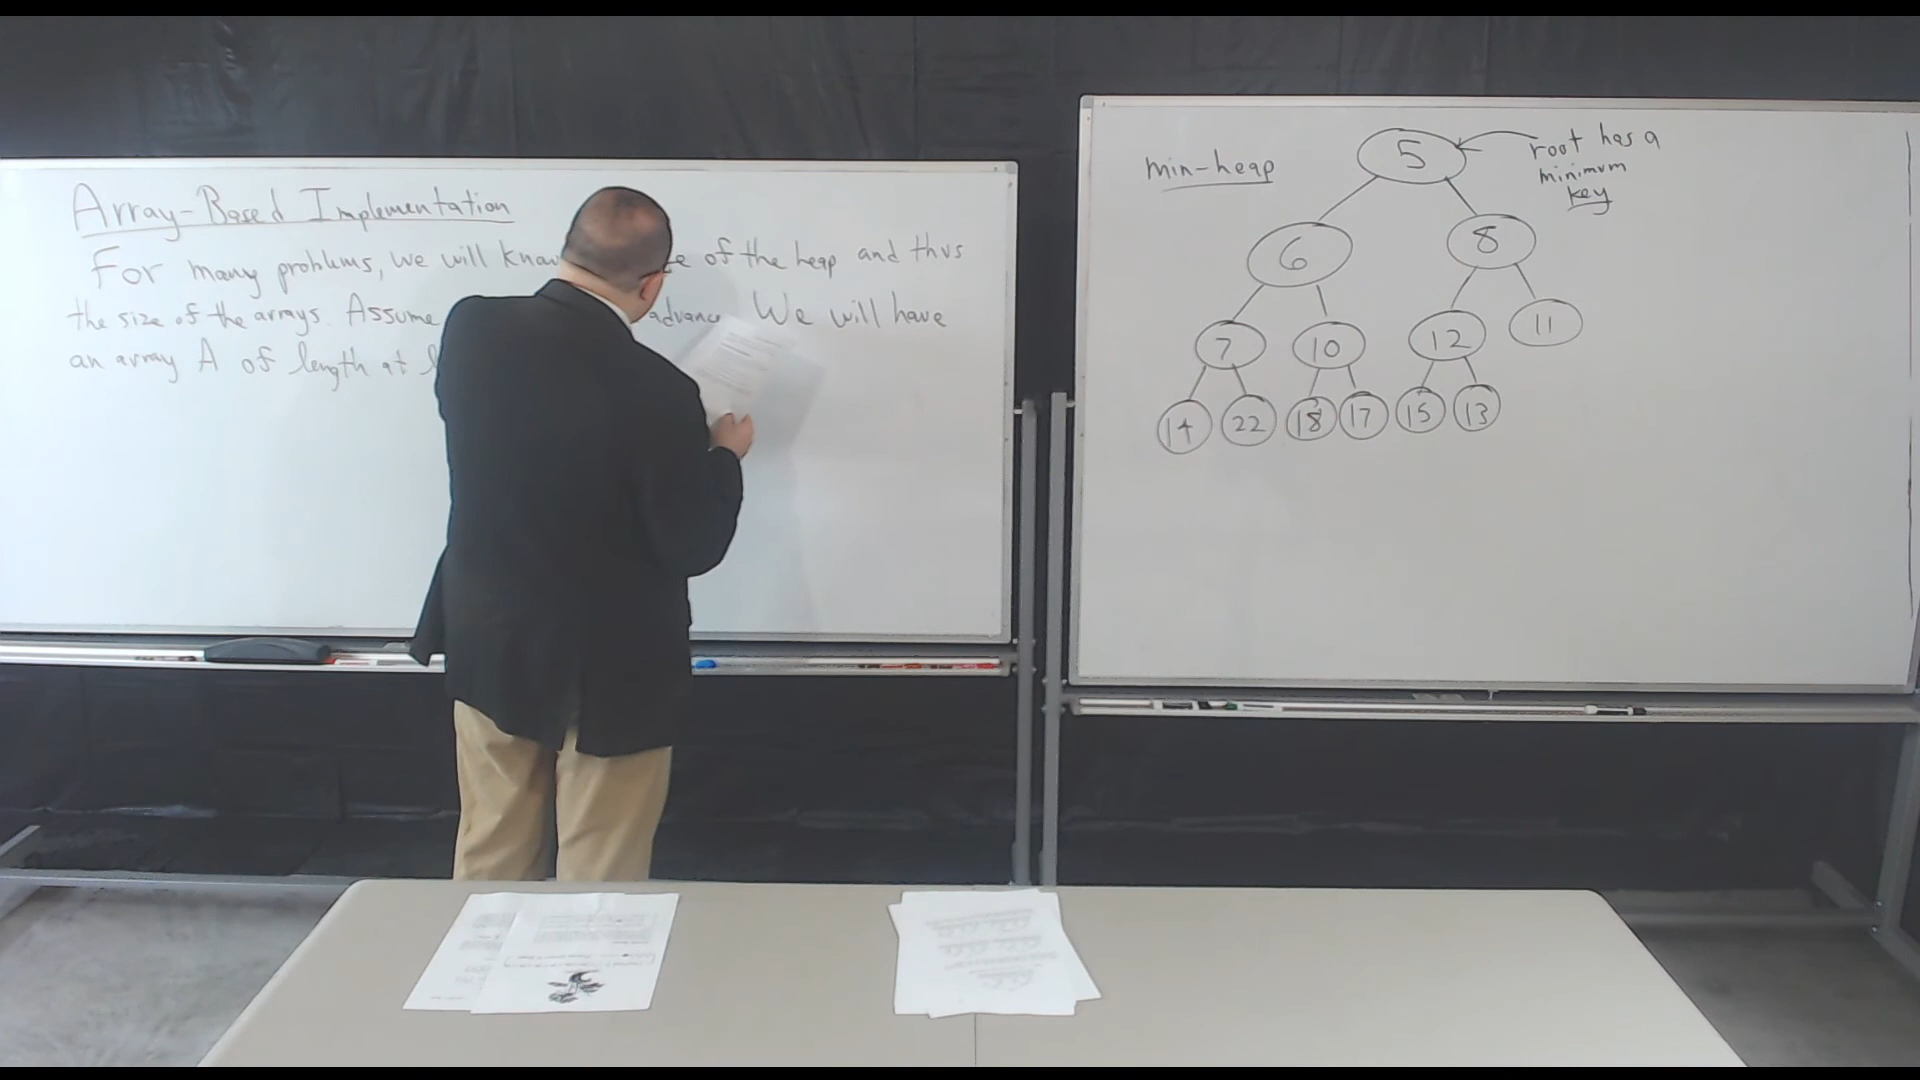 Array-Based Implementation
For many problems, we will know of the heap and thus
the size of the arrays. Assume advance. We will have
an array A of length at
min-heap
root has a
minimum
key
5
6 8
7 10 12 11
14 22 18 17 15 13